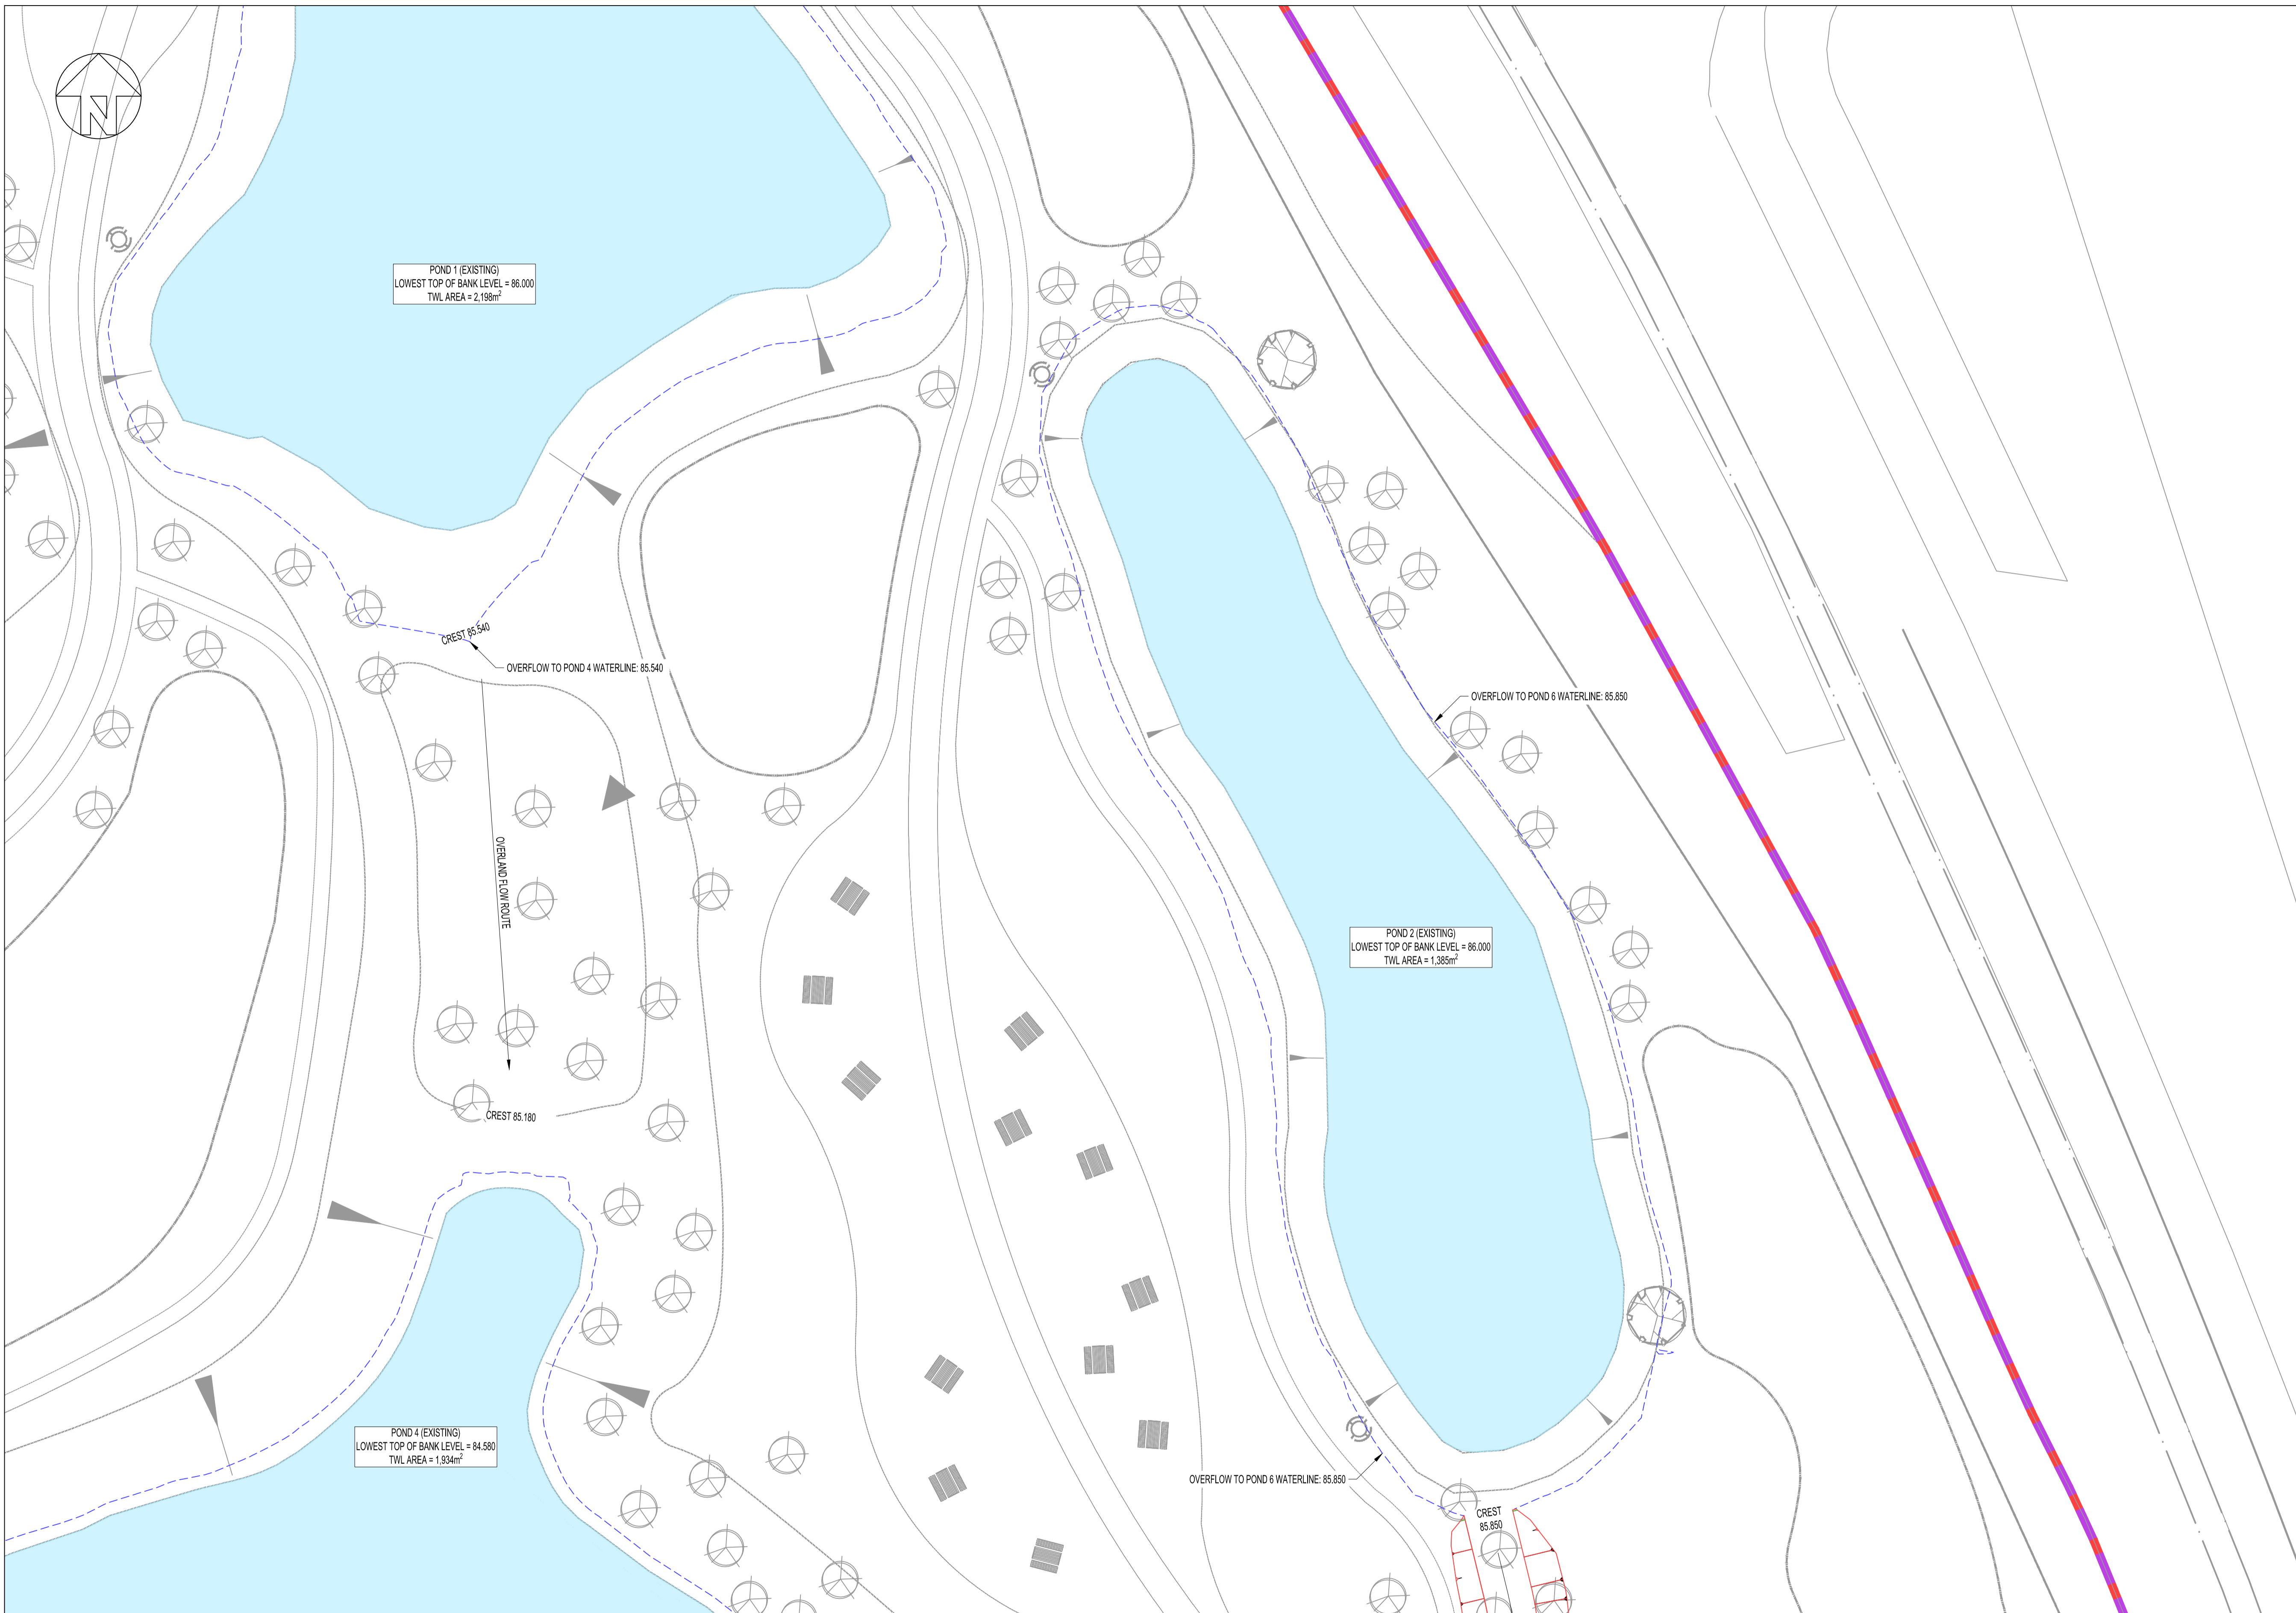 N
POND 1 (EXISTING)
LOWEST TOP OF BANK LEVEL = 86.000
TWL AREA = 2,198m²
CREST 85.540
OVERFLOW TO POND 4 WATERLINE: 85.540
OVERFLOW TO POND 6 WATERLINE: 85.850
OVERLAND FLOW ROUTE
POND 2 (EXISTING)
LOWEST TOP OF BANK LEVEL = 86.000
TWL AREA = 1,385m²
CREST 85.180
POND 4 (EXISTING)
LOWEST TOP OF BANK LEVEL = 84.580
TWL AREA = 1,934m²
OVERFLOW TO POND 6 WATERLINE: 85.850
CREST
85.850